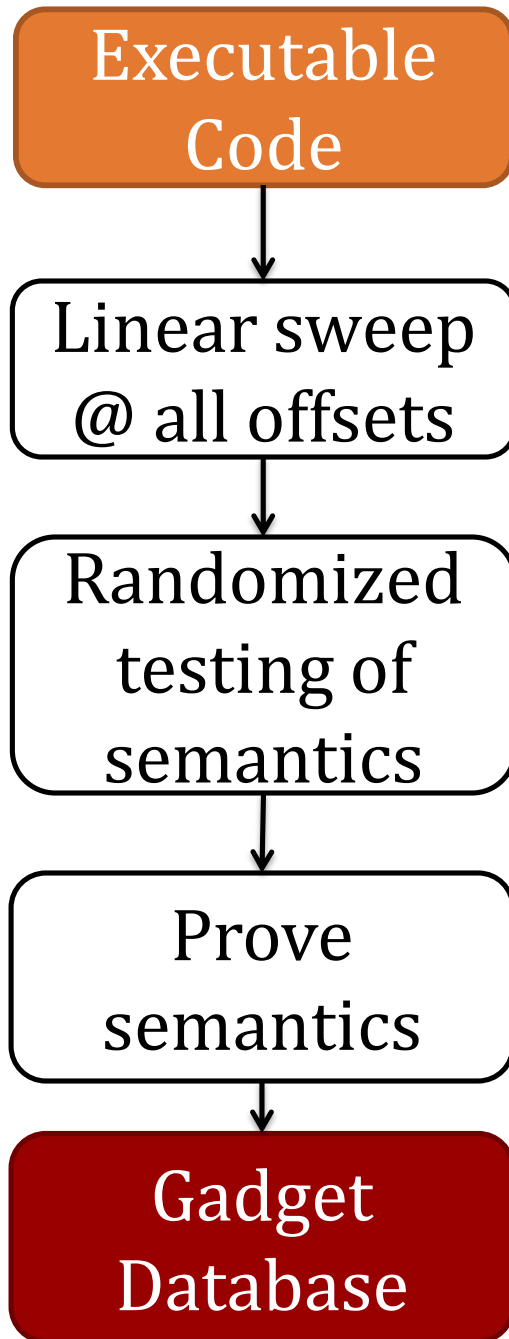 Executable
Code
Linear sweep
@ all offsets
Randomized
testing of
semantics
Prove
semantics
Gadget
Database